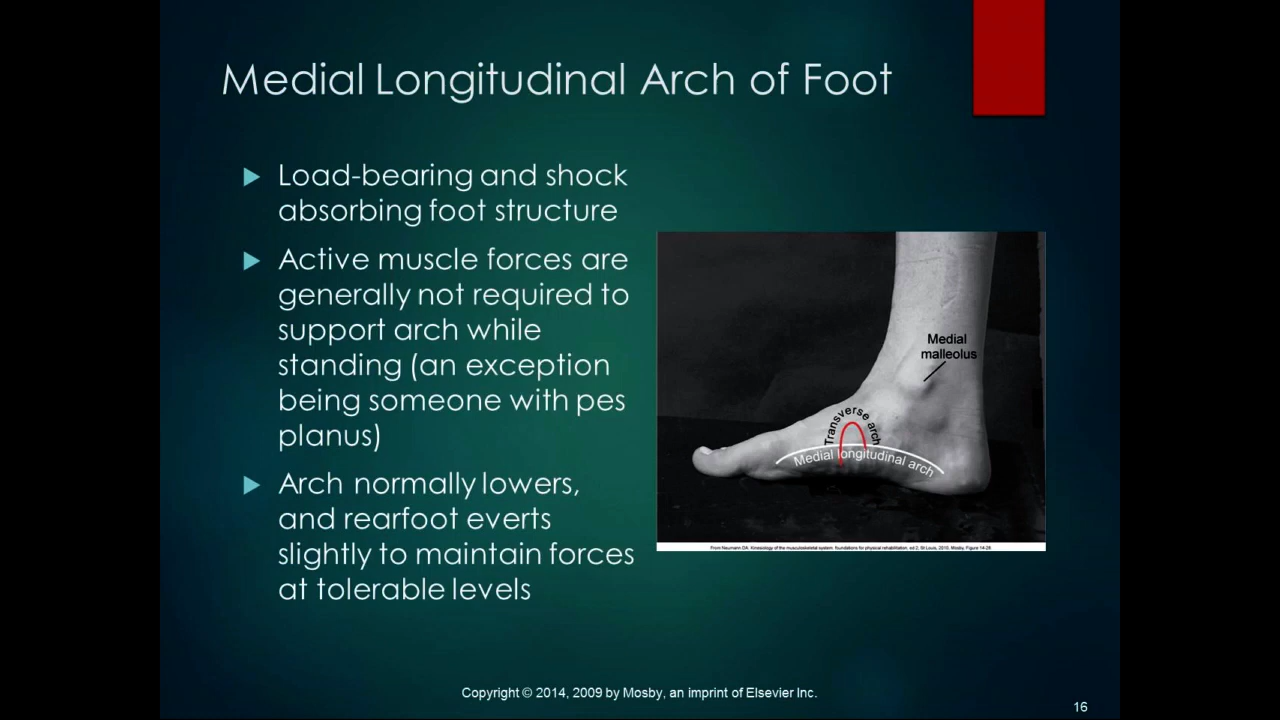 Medial Longitudinal Arch of Foot
Load-bearing and shock
absorbing foot structure
Active muscle forces are
generally not required to
support arch while
standing (an exception
being someone with pes
planus)
Arch normally lowers,
and rearfoot everts
slightly to maintain forces
at tolerable levels
Medial
malleolus
Transverse arch
Medial longitudinal arch
From Neumann DA: Kinesiology of the musculoskeletal system: foundations for physical rehabilitation, ed 2, St Louis, 2010, Mosby, Figure 14-28.
Copyright © 2014, 2009 by Mosby, an imprint of Elsevier Inc.
16